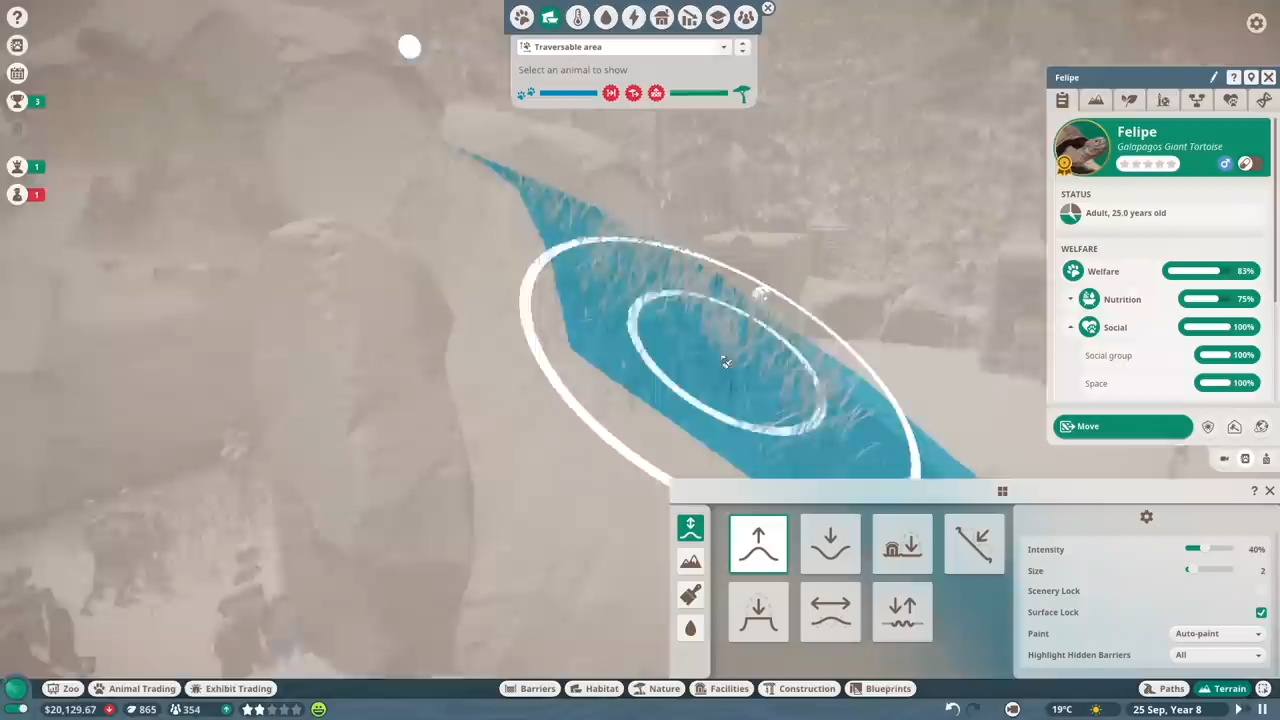 Traversable area
Select an animal to show
3
1
1
Felipe
Felipe
Galapagos Giant Tortoise
STATUS
Adult, 25.0 years old
WELFARE
Welfare 83%
Nutrition 75%
Social 100%
Social group 100%
Space 100%
Move
Intensity 40%
Size 2
Scenery Lock
Surface Lock
Paint Auto-paint
Highlight Hidden Barriers All
Zoo Animal Trading Exhibit Trading Barriers Habitat Nature Facilities Construction Blueprints Paths Terrain
$20,129.67 865 354 19°C 25 Sep, Year 8